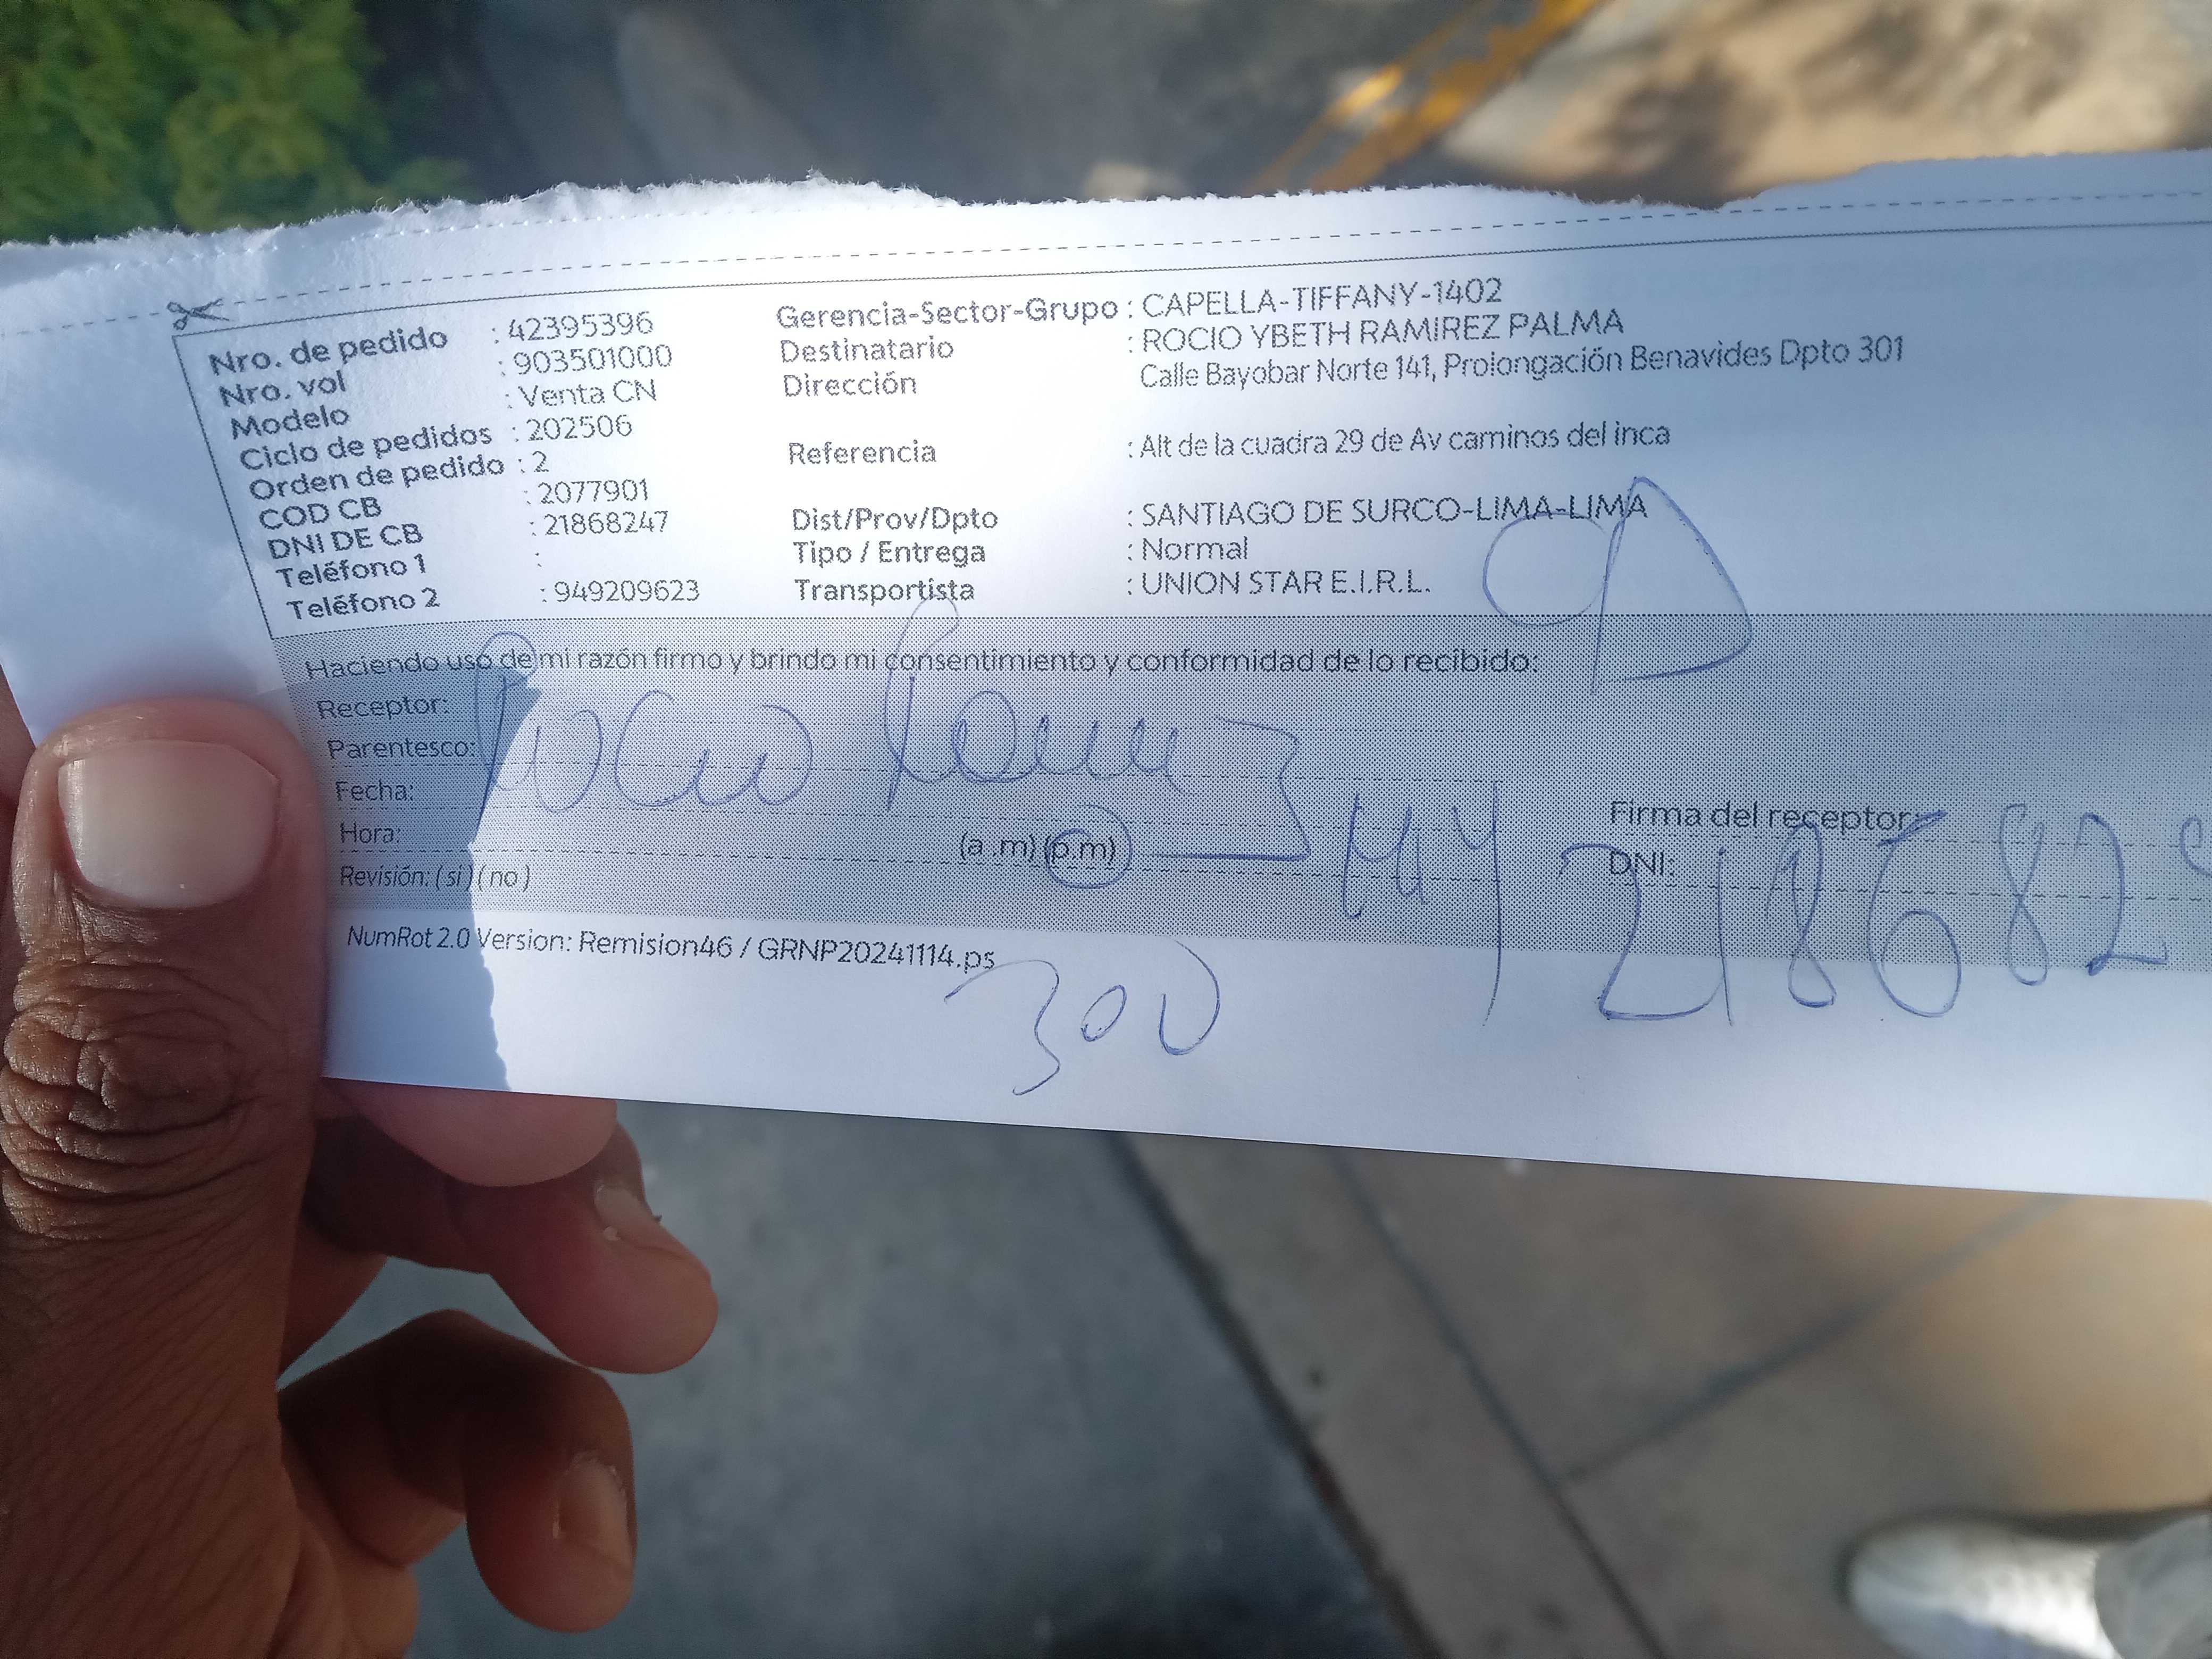 Nro. de pedido : 42395396
Nro. vol : 903501000
Modelo : Venta CN
Ciclo de pedidos : 202506
Orden de pedido : 2
COD CB : 2077901
DNI DE CB : 21868247
Teléfono 1 :
Teléfono 2 : 949209623
Gerencia-Sector-Grupo : CAPELLA-TIFFANY-1402
Destinatario : ROCIO YBETH RAMIREZ PALMA
Dirección Calle Bayobar Norte 141, Prolongación Benavides Dpto 301
Referencia : Alt de la cuadra 29 de Av caminos del inca
Dist/Prov/Dpto : SANTIAGO DE SURCO-LIMA-LIMA
Tipo / Entrega : Normal
Transportista : UNION STAR E.I.R.L.
Haciendo uso de mi razón firmo y brindo mi consentimiento y conformidad de lo recibido:
Receptor:
Parentesco: Rocio
Fecha:
Hora: (a .m) (p.m)
Revisión: ( si ) ( no )
Firma del receptor:
DNI: 218682
NumRot 2.0 Version: Remision46 / GRNP20241114.ps
300